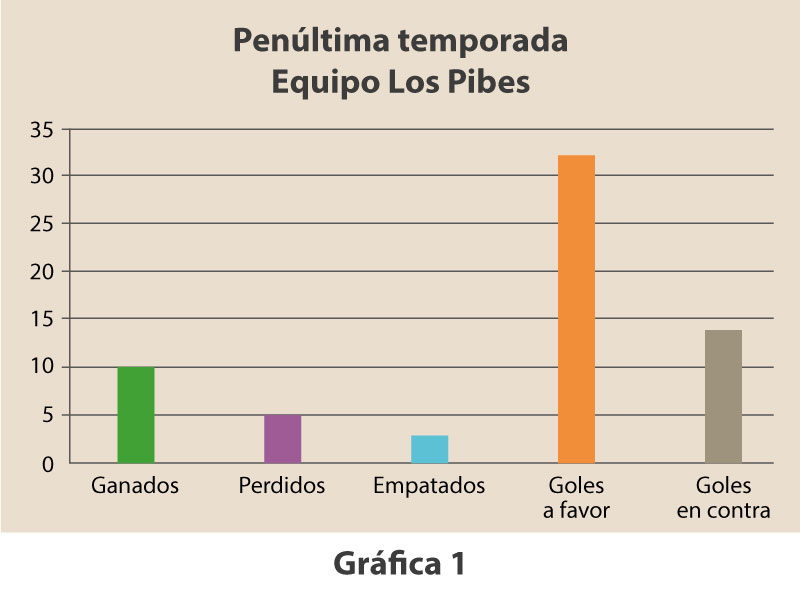 Penúltima temporada
Equipo Los Pibes
35
30
25
20
15
10
5
0
Ganados Perdidos Empatados Goles a favor Goles en contra
Gráfica 1